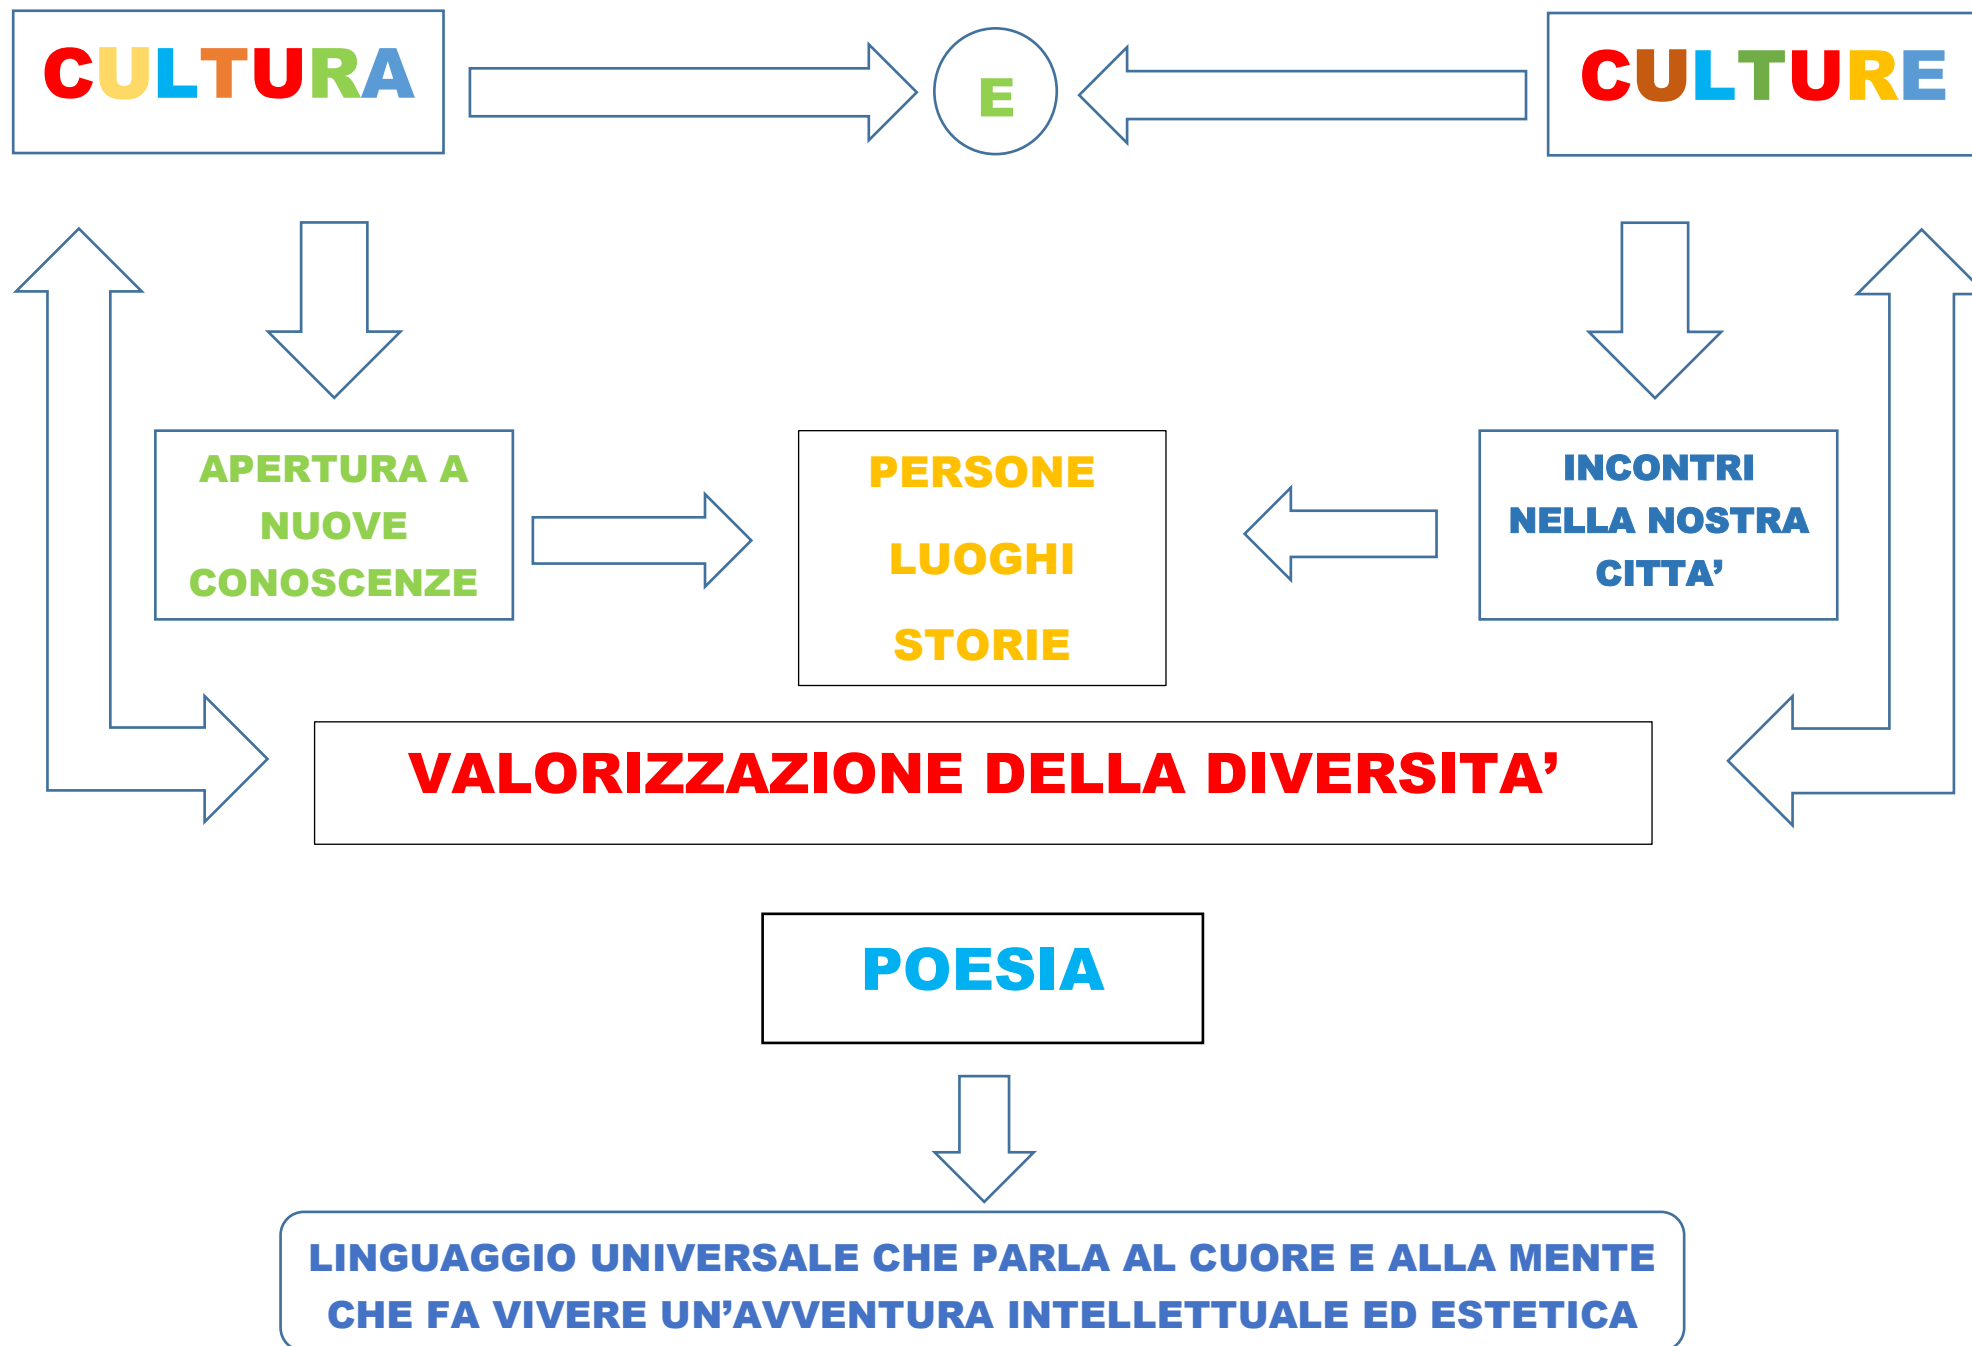 CULTURA
E
CULTURE
APERTURA A
NUOVE
CONOSCENZE
PERSONE
LUOGHI
STORIE
INCONTRI
NELLA NOSTRA
CITTA’
VALORIZZAZIONE DELLA DIVERSITA’
POESIA
LINGUAGGIO UNIVERSALE CHE PARLA AL CUORE E ALLA MENTE
CHE FA VIVERE UN’AVVENTURA INTELLETTUALE ED ESTETICA